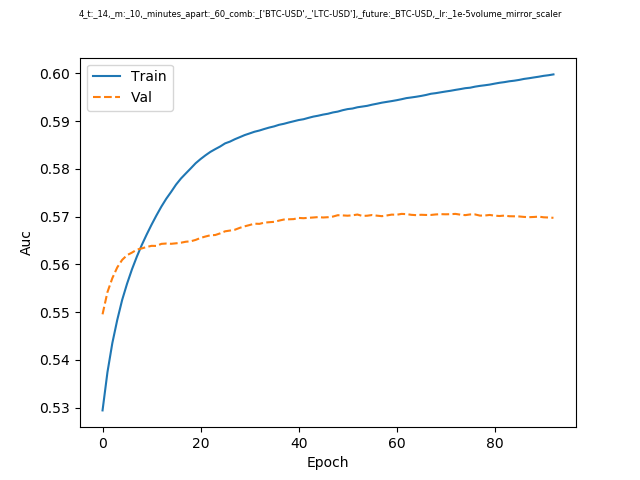 4_t:_14,_m:_10,_minutes_apart:_60_comb:_['BTC-USD',_'LTC-USD'],_future:_BTC-USD,_lr:_1e-5volume_mirror_scaler
Train
Val
0.60
0.59
0.58
0.57
0.56
0.55
0.54
0.53
Auc
0 20 40 60 80
Epoch